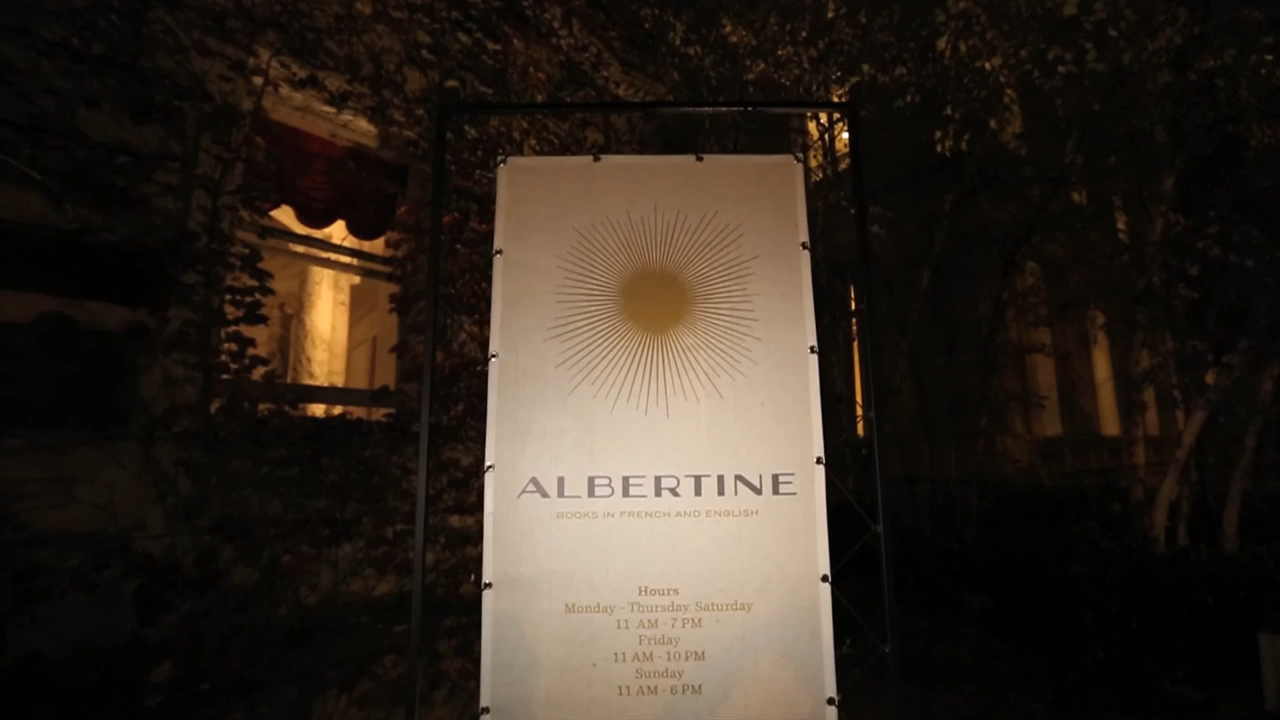 ALBERTINE
BOOKS IN FRENCH AND ENGLISH
Hours
Monday - Thursday, Saturday
11 AM - 7 PM
Friday
11 AM - 10 PM
Sunday
11 AM - 6 PM